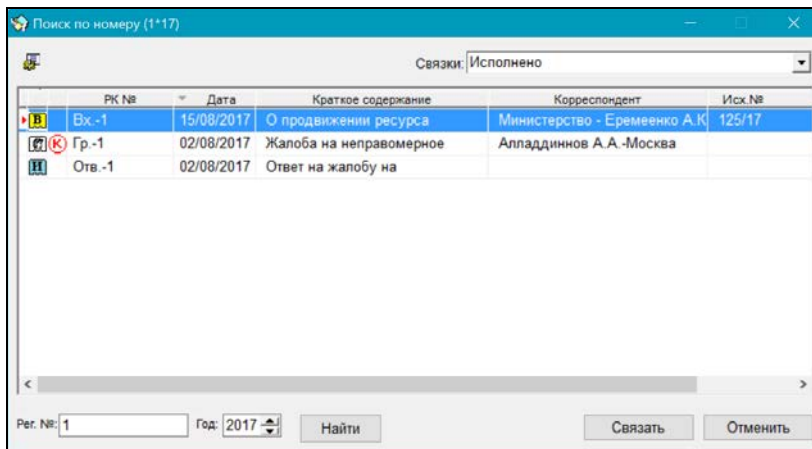 Поиск по номеру (1*17)
Связки: Исполнено
РК № Дата Краткое содержание Корреспондент Исх.№
В Вх.-1 15/08/2017 О продвижении ресурса Министерство - Еремеенко А.К 125/17
К Гр.-1 02/08/2017 Жалоба на неправомерное Алладдиннов А.А.-Москва
И Отв.-1 02/08/2017 Ответ на жалобу на
Рег. №: 1 Год: 2017 Найти Связать Отменить